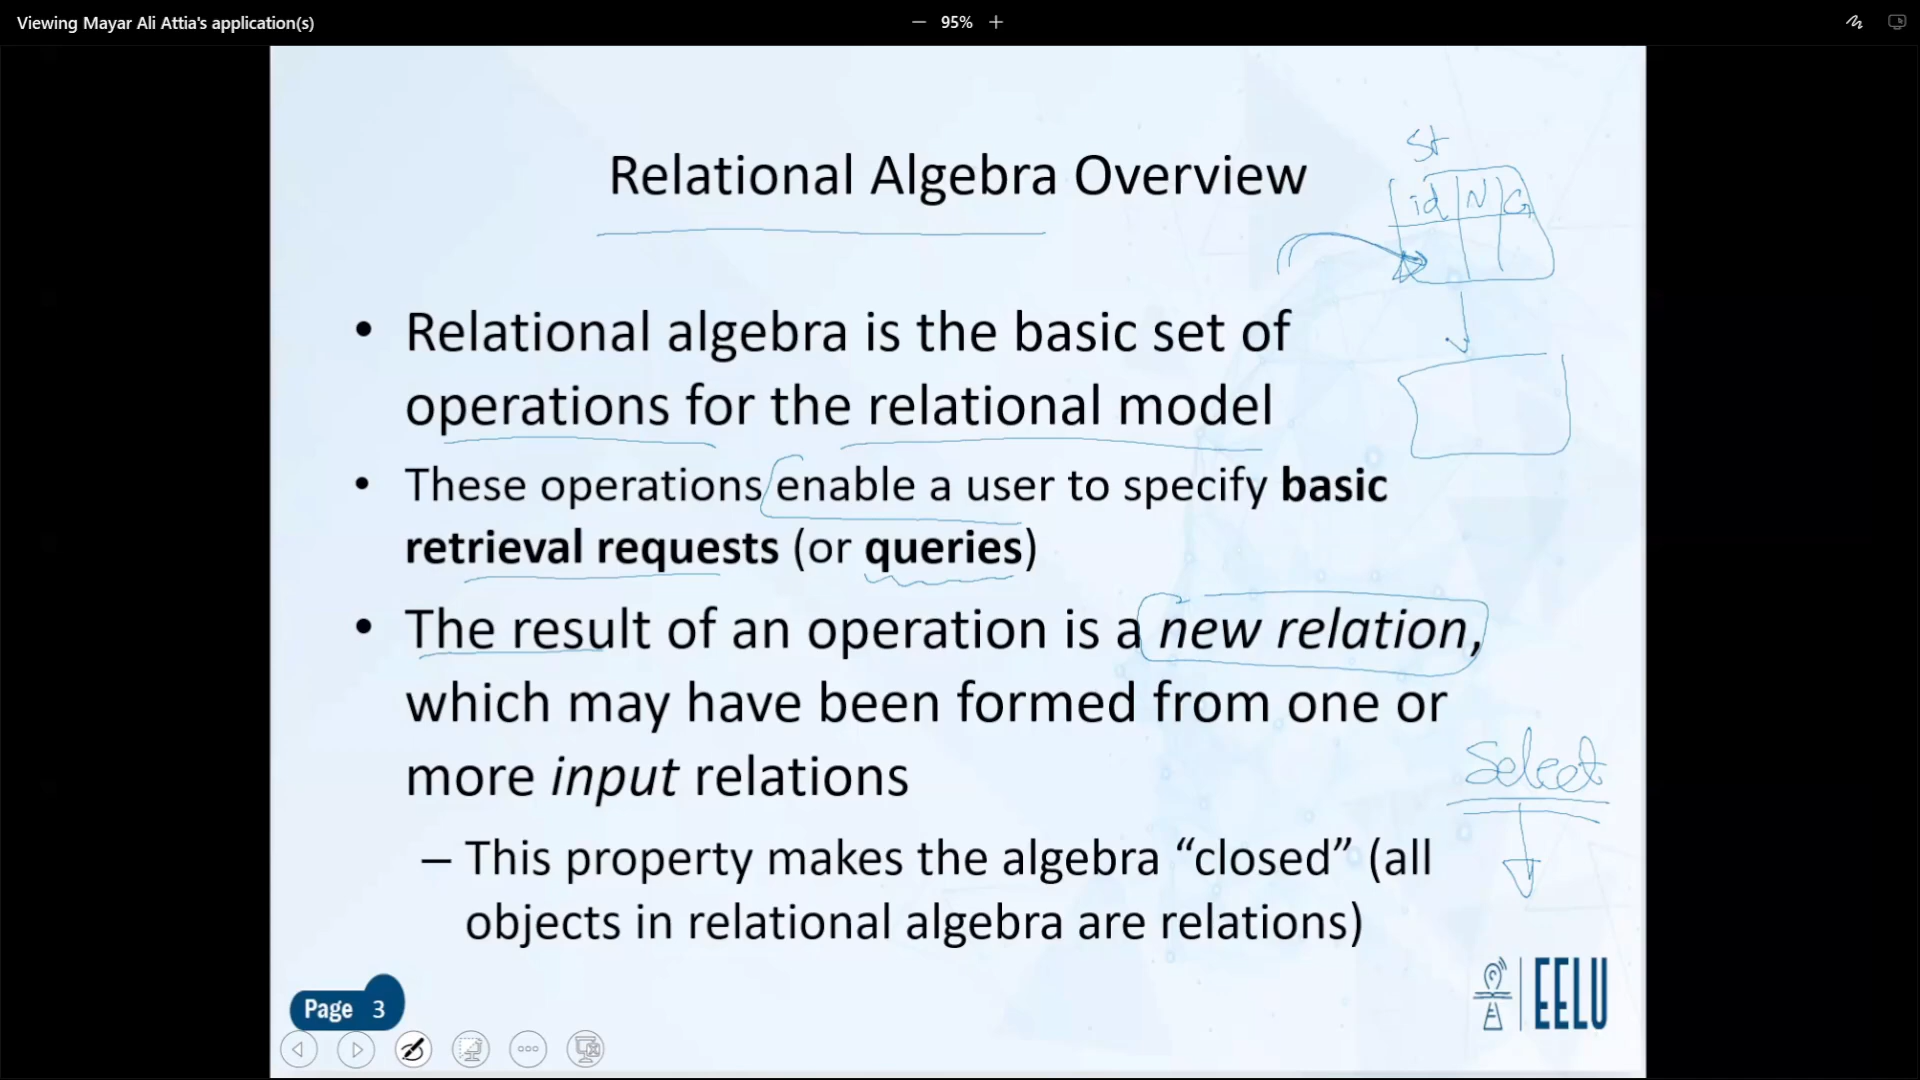 Viewing Mayar Ali Attia's application(s)
95%
Relational Algebra Overview
St
id N G
• Relational algebra is the basic set of
operations for the relational model
• These operations enable a user to specify basic
retrieval requests (or queries)
• The result of an operation is a new relation,
which may have been formed from one or
more input relations
Select
– This property makes the algebra “closed” (all
objects in relational algebra are relations)
Page 3
EELU